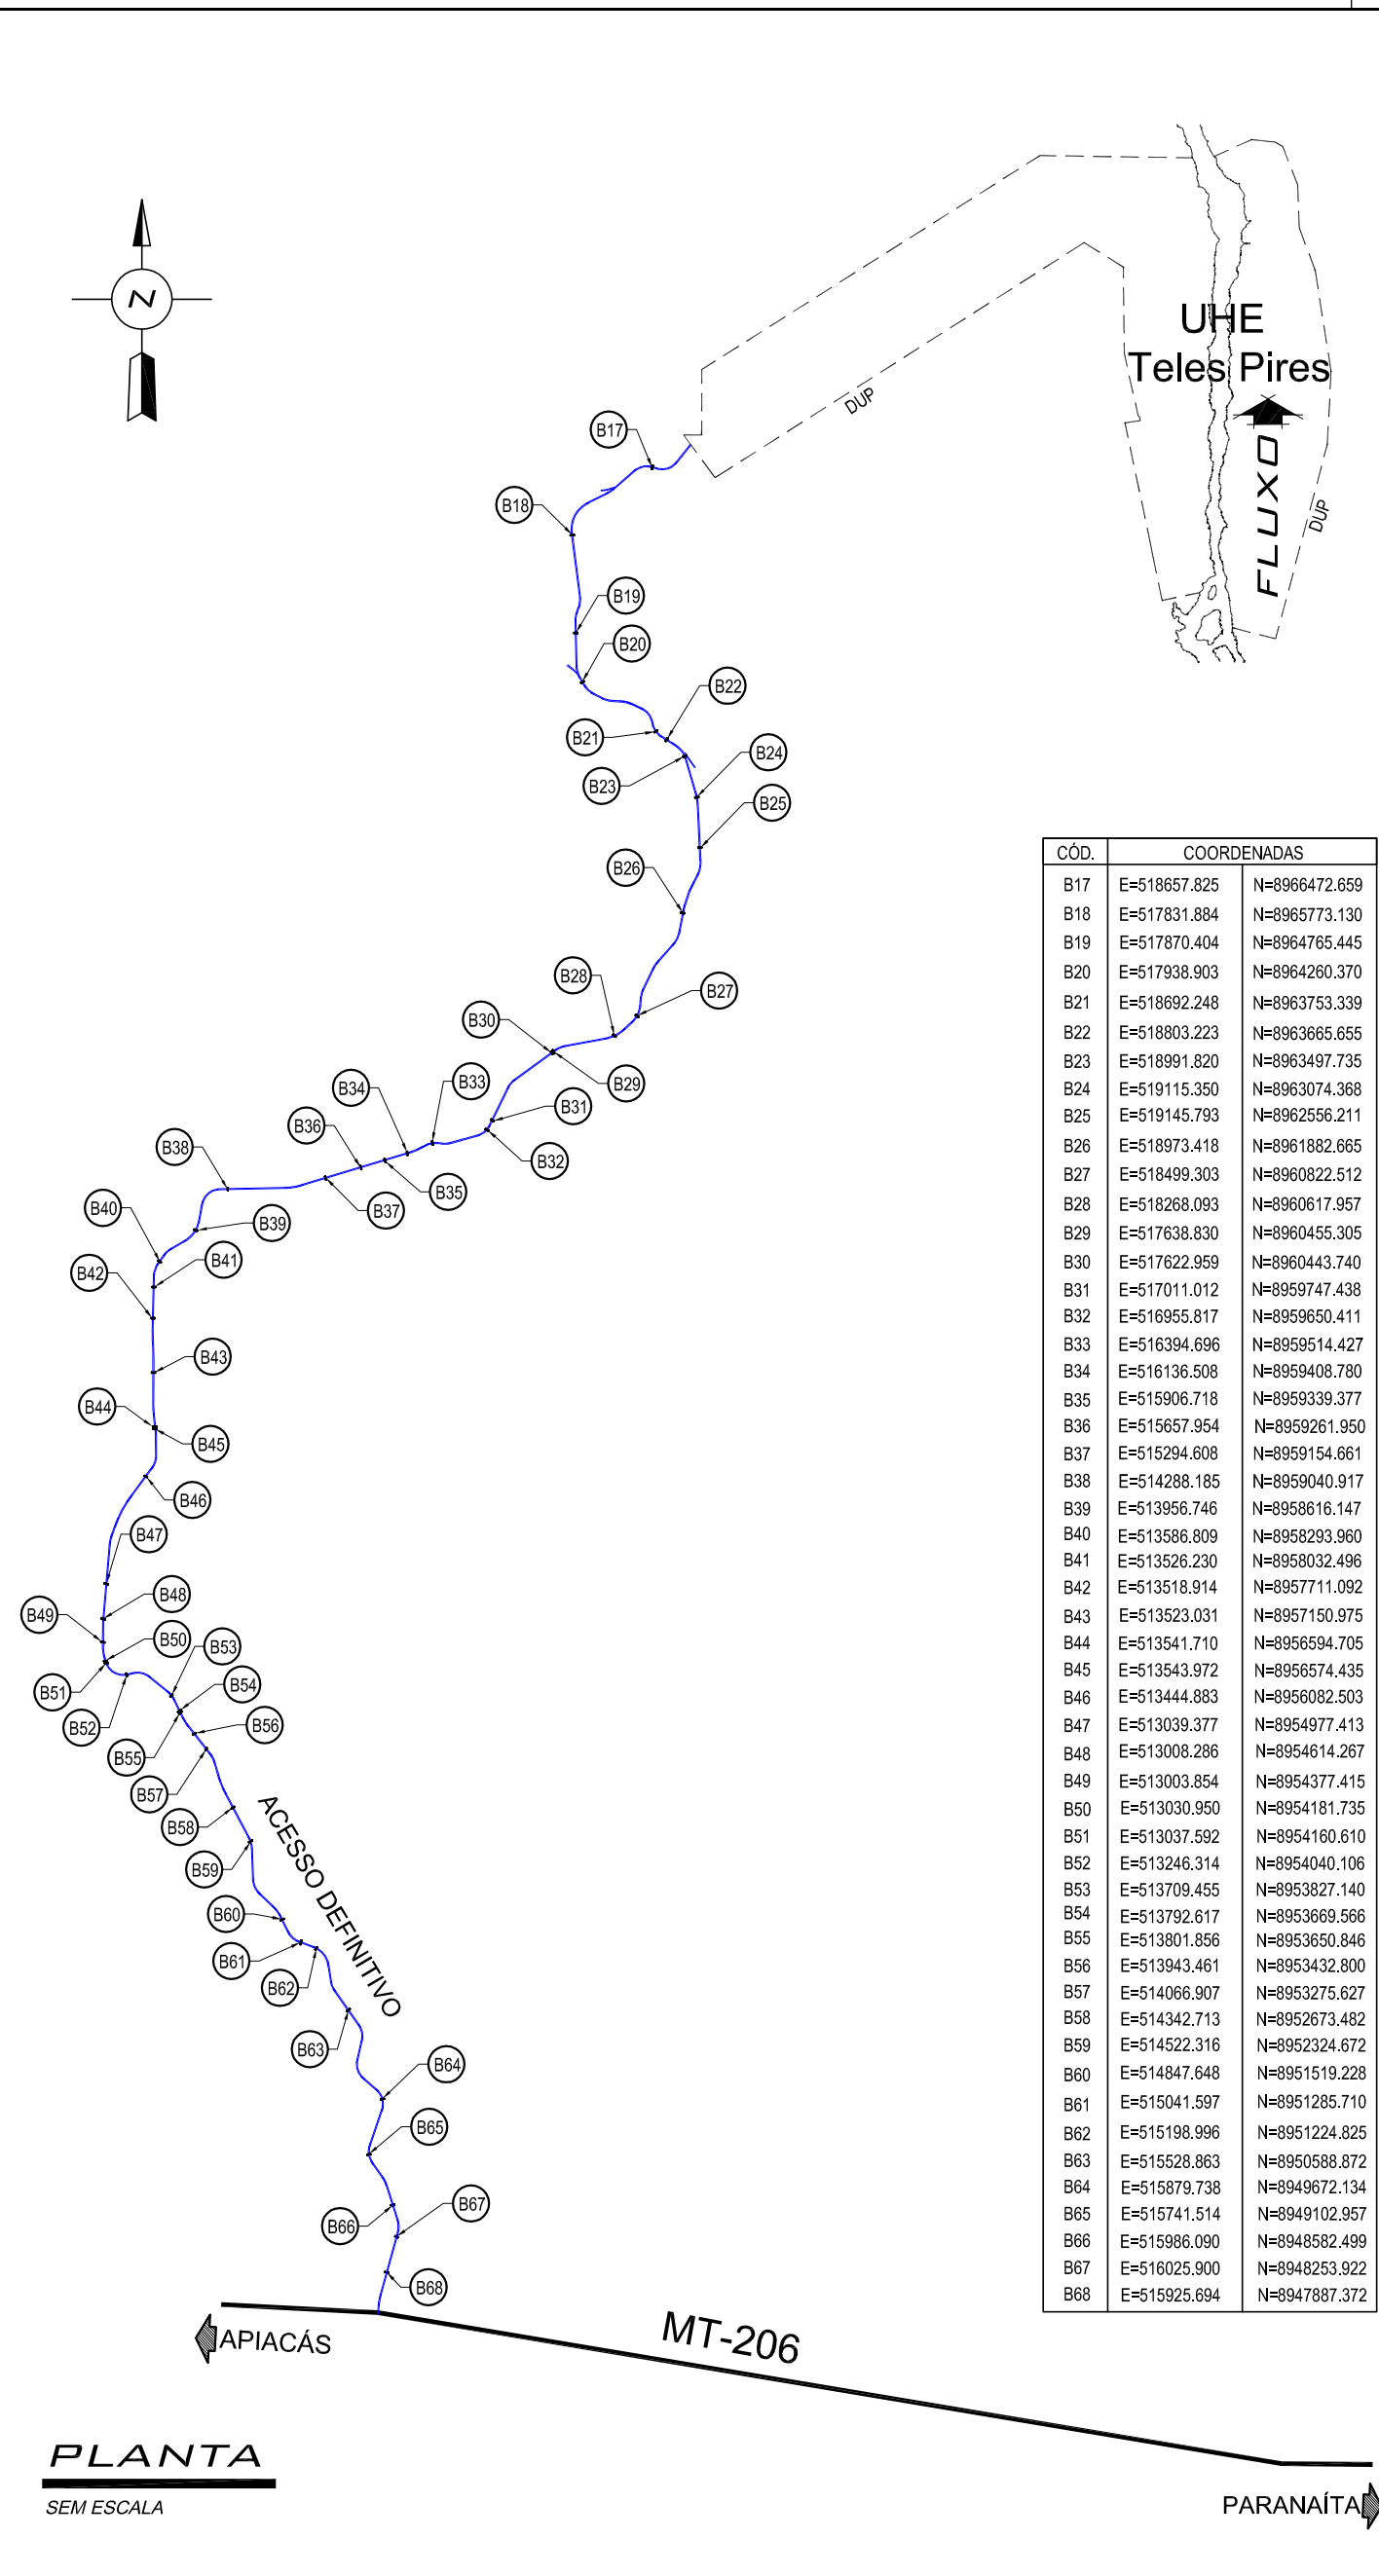 N
UHE
Teles Pires
DUP
FLUXO
DUP
B17
B18
B19
B20
B22
B21
B24
B23
B25
B26
B28
B27
B30
B29
B33
B34
B31
B36
B38
B32
B35
B40
B37
B39
B41
B42
B43
B44
B45
B46
B47
B48
B49
B50
B53
B54
B51
B56
B52
B55
B57
B58
B59
B60
B61
B62
B63
B64
B65
B67
B66
B68
ACESSO DEFINITIVO
CÓD. COORDENADAS
B17 E=518657.825 N=8966472.659
B18 E=517831.884 N=8965773.130
B19 E=517870.404 N=8964765.445
B20 E=517938.903 N=8964260.370
B21 E=518692.248 N=8963753.339
B22 E=518803.223 N=8963665.655
B23 E=518991.820 N=8963497.735
B24 E=519115.350 N=8963074.368
B25 E=519145.793 N=8962556.211
B26 E=518973.418 N=8961882.665
B27 E=518499.303 N=8960822.512
B28 E=518268.093 N=8960617.957
B29 E=517638.830 N=8960455.305
B30 E=517622.959 N=8960443.740
B31 E=517011.012 N=8959747.438
B32 E=516955.817 N=8959650.411
B33 E=516394.696 N=8959514.427
B34 E=516136.508 N=8959408.780
B35 E=515906.718 N=8959339.377
B36 E=515657.954 N=8959261.950
B37 E=515294.608 N=8959154.661
B38 E=514288.185 N=8959040.917
B39 E=513956.746 N=8958616.147
B40 E=513586.809 N=8958293.960
B41 E=513526.230 N=8958032.496
B42 E=513518.914 N=8957711.092
B43 E=513523.031 N=8957150.975
B44 E=513541.710 N=8956594.705
B45 E=513543.972 N=8956574.435
B46 E=513444.883 N=8956082.503
B47 E=513039.377 N=8954977.413
B48 E=513008.286 N=8954614.267
B49 E=513003.854 N=8954377.415
B50 E=513030.950 N=8954181.735
B51 E=513037.592 N=8954160.610
B52 E=513246.314 N=8954040.106
B53 E=513709.455 N=8953827.140
B54 E=513792.617 N=8953669.566
B55 E=513801.856 N=8953650.846
B56 E=513943.461 N=8953432.800
B57 E=514066.907 N=8953275.627
B58 E=514342.713 N=8952673.482
B59 E=514522.316 N=8952324.672
B60 E=514847.648 N=8951519.228
B61 E=515041.597 N=8951285.710
B62 E=515198.996 N=8951224.825
B63 E=515528.863 N=8950588.872
B64 E=515879.738 N=8949672.134
B65 E=515741.514 N=8949102.957
B66 E=515986.090 N=8948582.499
B67 E=516025.900 N=8948253.922
B68 E=515925.694 N=8947887.372
APIACÁS
MT-206
PLANTA
SEM ESCALA
PARANAÍTA